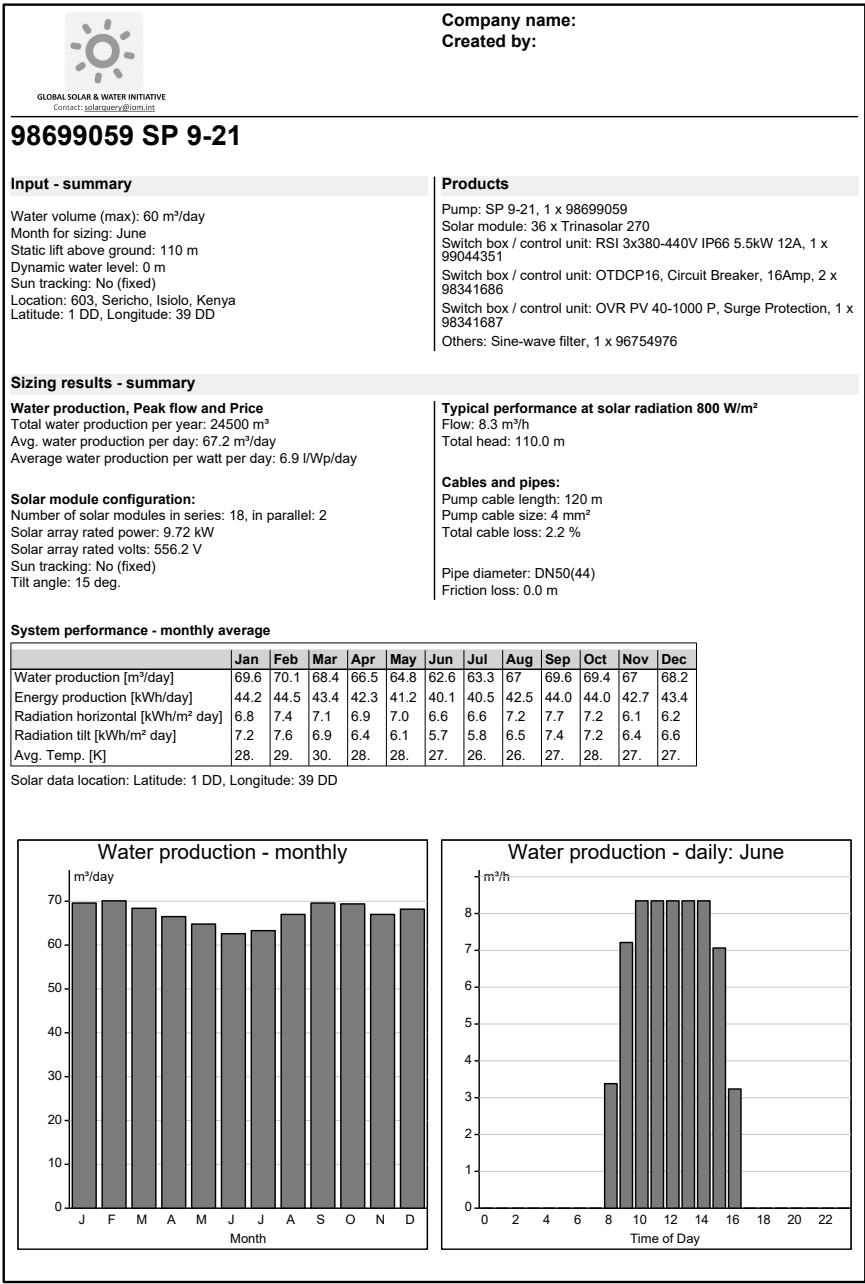 Company name:
Created by:
GLOBAL SOLAR & WATER INITIATIVE
Contact: solarquery@iom.int
98699059 SP 9-21
Input - summary
Water volume (max): 60 m³/day
Month for sizing: June
Static lift above ground: 110 m
Dynamic water level: 0 m
Sun tracking: No (fixed)
Location: 603, Sericho, Isiolo, Kenya
Latitude: 1 DD, Longitude: 39 DD
Products
Pump: SP 9-21, 1 x 98699059
Solar module: 36 x Trinasolar 270
Switch box / control unit: RSI 3x380-440V IP66 5.5kW 12A, 1 x
99044351
Switch box / control unit: OTDCP16, Circuit Breaker, 16Amp, 2 x
98341686
Switch box / control unit: OVR PV 40-1000 P, Surge Protection, 1 x
98341687
Others: Sine-wave filter, 1 x 96754976
Sizing results - summary
Water production, Peak flow and Price
Total water production per year: 24500 m³
Avg. water production per day: 67.2 m³/day
Average water production per watt per day: 6.9 l/Wp/day
Solar module configuration:
Number of solar modules in series: 18, in parallel: 2
Solar array rated power: 9.72 kW
Solar array rated volts: 556.2 V
Sun tracking: No (fixed)
Tilt angle: 15 deg.
Typical performance at solar radiation 800 W/m²
Flow: 8.3 m³/h
Total head: 110.0 m
Cables and pipes:
Pump cable length: 120 m
Pump cable size: 4 mm²
Total cable loss: 2.2 %
Pipe diameter: DN50(44)
Friction loss: 0.0 m
System performance - monthly average
Jan Feb Mar Apr May Jun Jul Aug Sep Oct Nov Dec
Water production [m³/day] 69.6 70.1 68.4 66.5 64.8 62.6 63.3 67 69.6 69.4 67 68.2
Energy production [kWh/day] 44.2 44.5 43.4 42.3 41.2 40.1 40.5 42.5 44.0 44.0 42.7 43.4
Radiation horizontal [kWh/m² day] 6.8 7.4 7.1 6.9 7.0 6.6 6.6 7.2 7.7 7.2 6.1 6.2
Radiation tilt [kWh/m² day] 7.2 7.6 6.9 6.4 6.1 5.7 5.8 6.5 7.4 7.2 6.4 6.6
Avg. Temp. [K] 28. 29. 30. 28. 28. 27. 26. 26. 27. 28. 27. 27.
Solar data location: Latitude: 1 DD, Longitude: 39 DD
Water production - monthly
m³/day
70
60
50
40
30
20
10
0
J F M A M J J A S O N D
Month
Water production - daily: June
m³/h
8
7
6
5
4
3
2
1
0
0 2 4 6 8 10 12 14 16 18 20 22
Time of Day